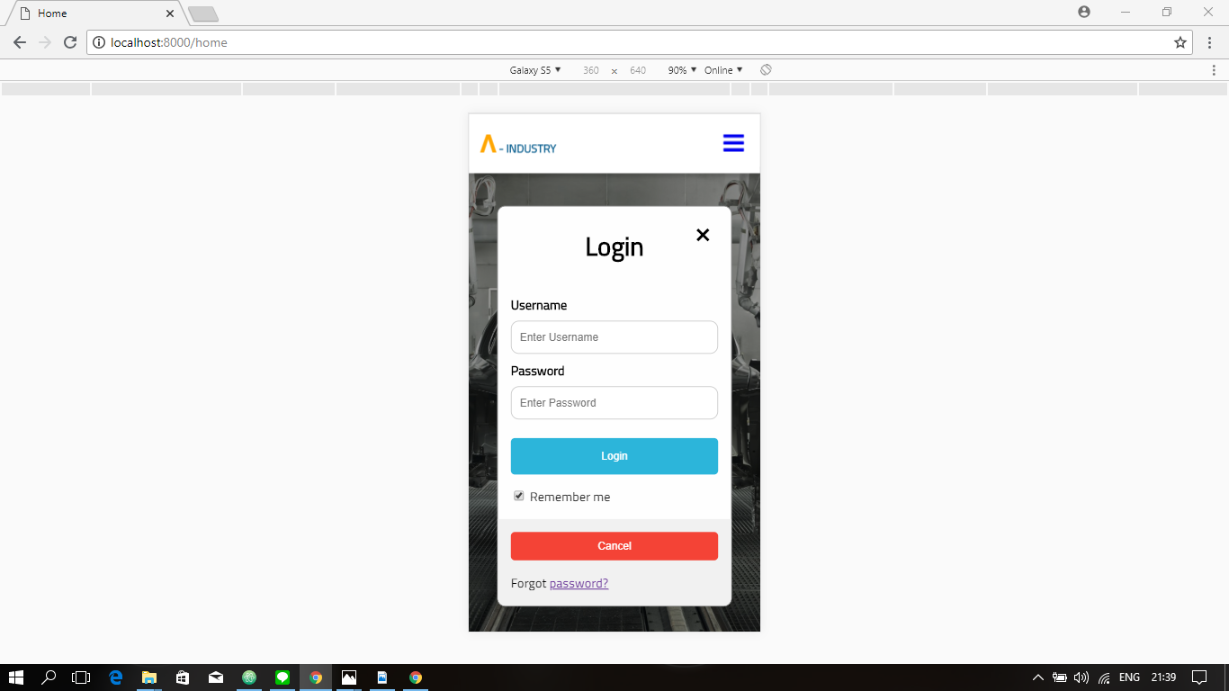 Home
localhost:8000/home
Galaxy S5 ▼ 360 x 640 90% ▼ Online ▼
Λ - INDUSTRY
Login
Username
Enter Username
Password
Enter Password
Login
Remember me
Cancel
Forgot password?
ENG 21:39